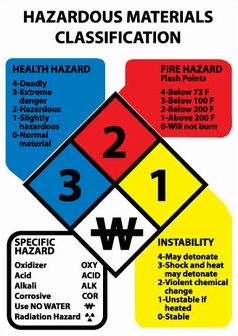 HAZARDOUS MATERIALS
CLASSIFICATION
HEALTH HAZARD
4-Deadly
3-Extreme
danger
2-Hazardous
1-Slightly
hazardous
0-Normal
material
FIRE HAZARD
Flash Points
4-Below 73 F
3-Below 100 F
2-Below 200 F
1-Above 200 F
0-Will not burn
2
3
1
W
SPECIFIC
HAZARD
Oxidizer OXY
Acid ACID
Alkali ALK
Corrosive COR
Use NO WATER W
Radiation Hazard
INSTABILITY
4-May detonate
3-Shock and heat
may detonate
2-Violent chemical
change
1-Unstable if
heated
0-Stable